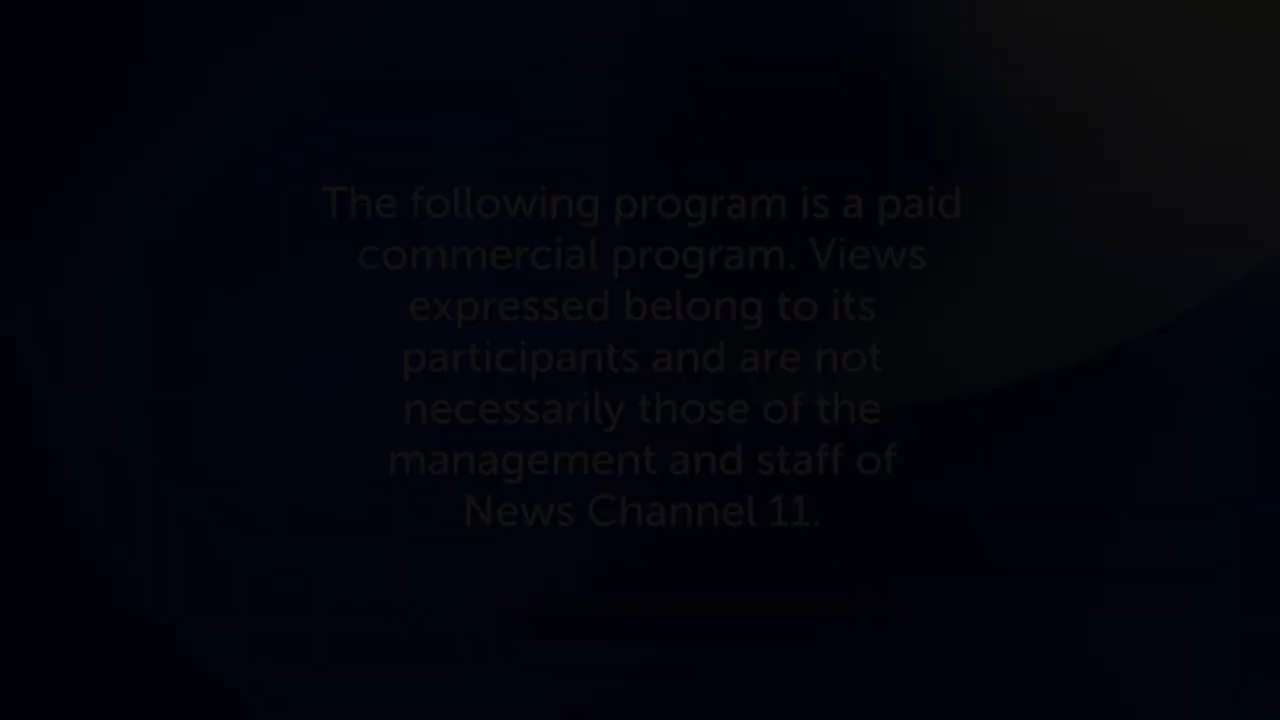 The following program is a paid
commercial program. Views
expressed belong to its
participants and are not
necessarily those of the
management and staff of
News Channel 11.